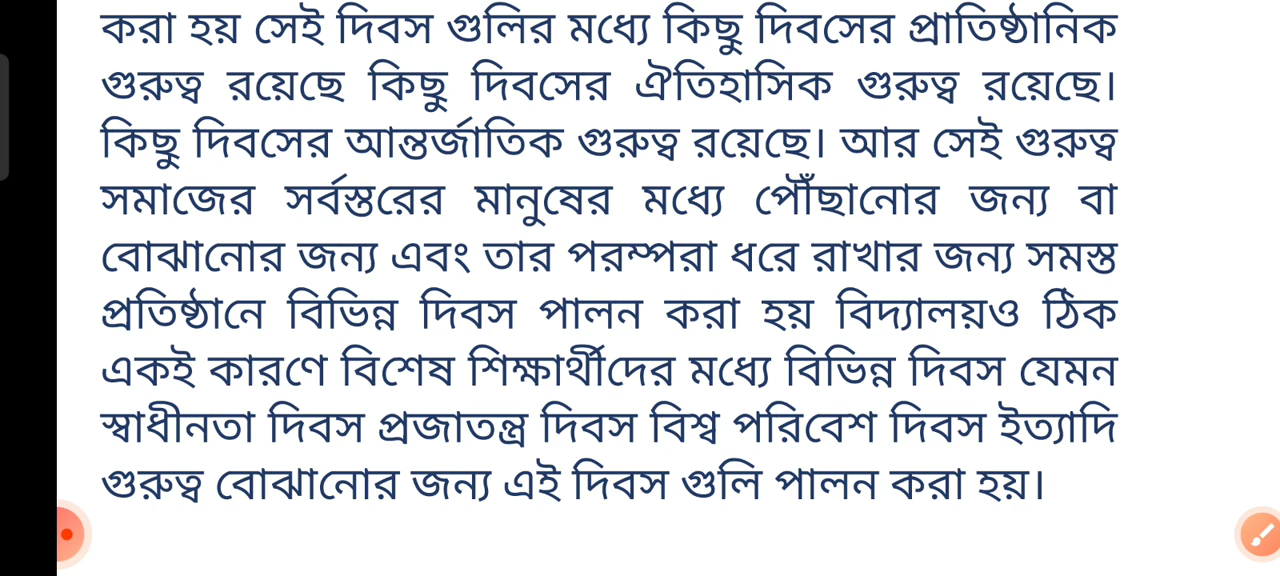 করা হয় সেই দিবস গুলির মধ্যে কিছু দিবসের প্রাতিষ্ঠানিক
গুরুত্ব রয়েছে কিছু দিবসের ঐতিহাসিক গুরুত্ব রয়েছে।
কিছু দিবসের আন্তর্জাতিক গুরুত্ব রয়েছে। আর সেই গুরুত্ব
সমাজের সর্বস্তরের মানুষের মধ্যে পৌঁছানোর জন্য বা
বোঝানোর জন্য এবং তার পরম্পরা ধরে রাখার জন্য সমস্ত
প্রতিষ্ঠানে বিভিন্ন দিবস পালন করা হয় বিদ্যালয়ও ঠিক
একই কারণে বিশেষ শিক্ষার্থীদের মধ্যে বিভিন্ন দিবস যেমন
স্বাধীনতা দিবস প্রজাতন্ত্র দিবস বিশ্ব পরিবেশ দিবস ইত্যাদি
গুরুত্ব বোঝানোর জন্য এই দিবস গুলি পালন করা হয়।